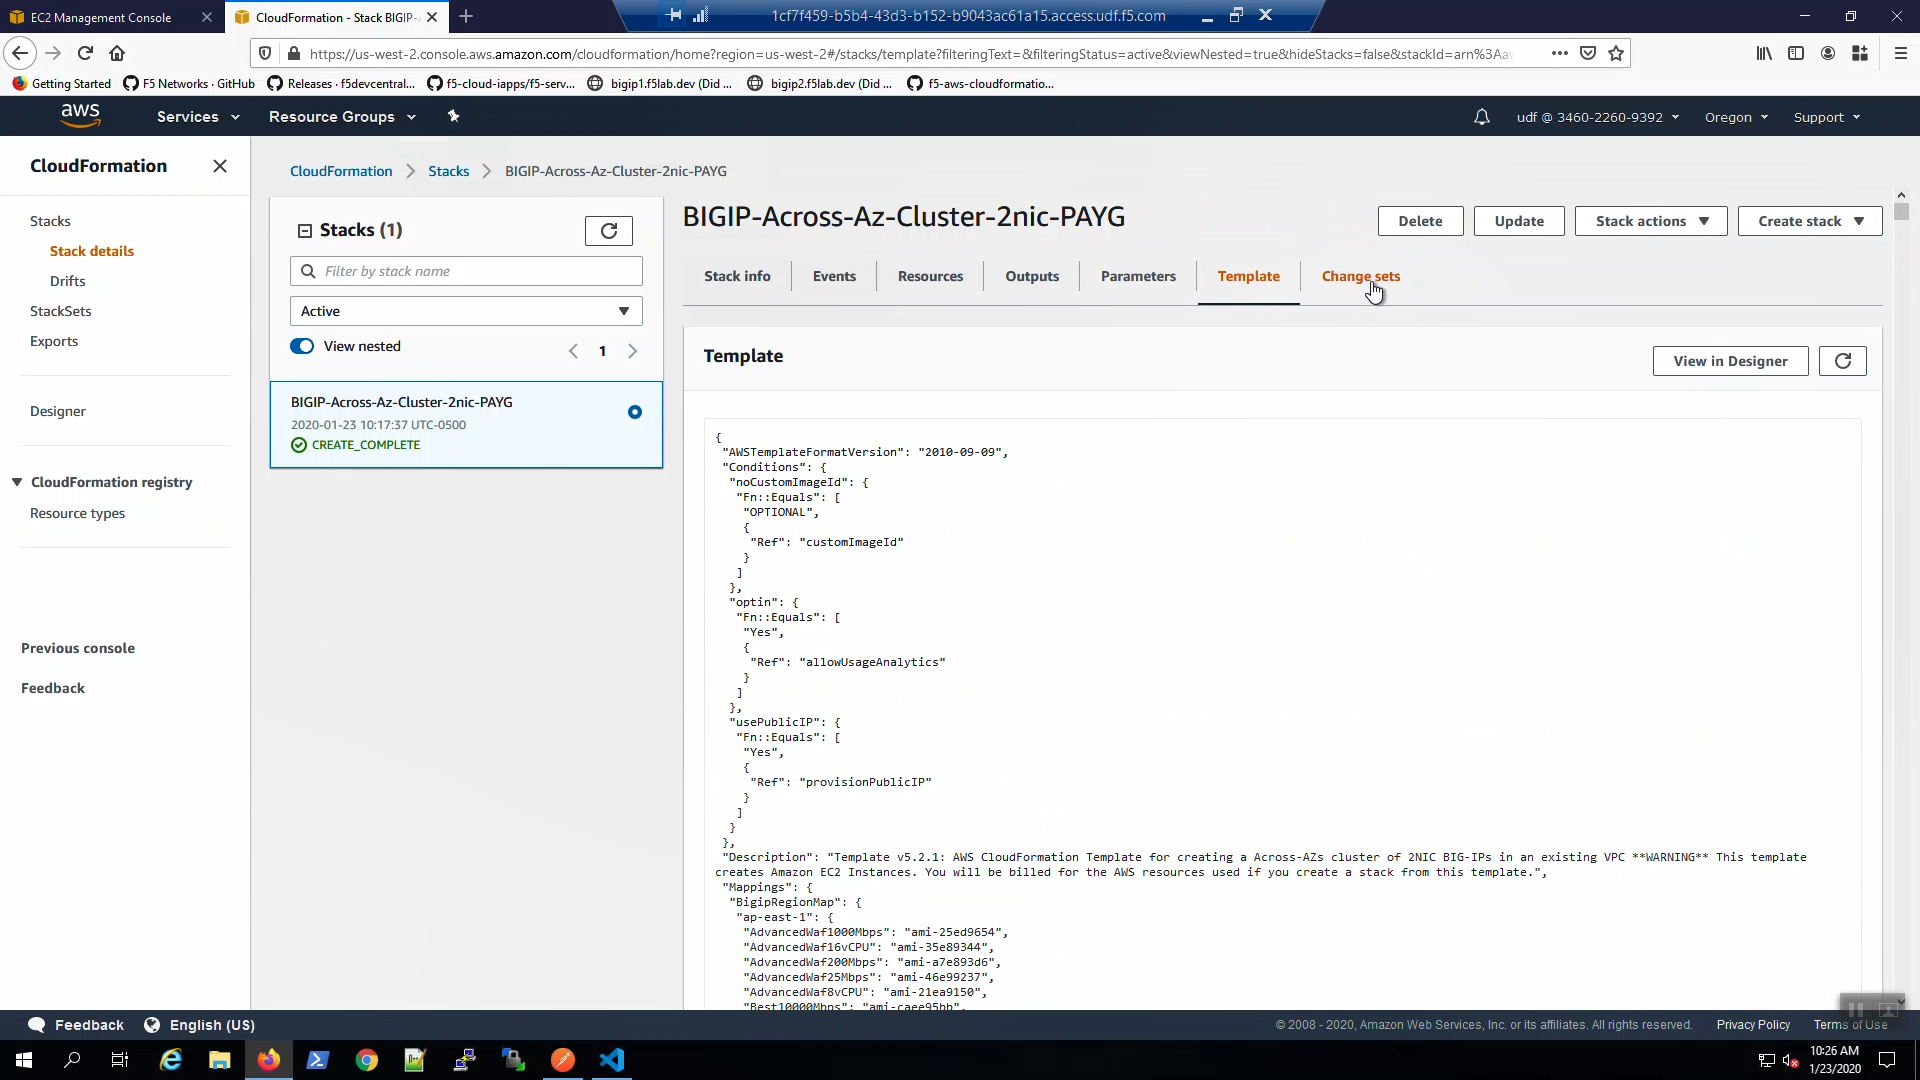 EC2 Management Console
CloudFormation - Stack BIGIP-
1cf7f459-b5b4-43d3-b152-b9043ac61a15.access.udf.f5.com
https://us-west-2.console.aws.amazon.com/cloudformation/home?region=us-west-2#/stacks/template?filteringText=&filteringStatus=active&viewNested=true&hideStacks=false&stackId=arn%3Aaw
Getting Started
F5 Networks · GitHub
Releases · f5devcentral...
f5-cloud-iapps/f5-serv...
bigip1.f5lab.dev (Did ...
bigip2.f5lab.dev (Did ...
f5-aws-cloudformatio...
aws
Services
Resource Groups
udf @ 3460-2260-9392
Oregon
Support
CloudFormation
Stacks
Stack details
Drifts
StackSets
Exports
Designer
CloudFormation registry
Resource types
Previous console
Feedback
CloudFormation > Stacks > BIGIP-Across-Az-Cluster-2nic-PAYG
Stacks (1)
Filter by stack name
Active
View nested
1
BIGIP-Across-Az-Cluster-2nic-PAYG
2020-01-23 10:17:37 UTC-0500
CREATE_COMPLETE
BIGIP-Across-Az-Cluster-2nic-PAYG
Delete
Update
Stack actions
Create stack
Stack info
Events
Resources
Outputs
Parameters
Template
Change sets
Template
View in Designer
{
"AWSTemplateFormatVersion": "2010-09-09",
"Conditions": {
"noCustomImageId": {
"Fn::Equals": [
"OPTIONAL",
{
"Ref": "customImageId"
}
]
},
"optin": {
"Fn::Equals": [
"Yes",
{
"Ref": "allowUsageAnalytics"
}
]
},
"usePublicIP": {
"Fn::Equals": [
"Yes",
{
"Ref": "provisionPublicIP"
}
]
}
},
"Description": "Template v5.2.1: AWS CloudFormation Template for creating a Across-AZs cluster of 2NIC BIG-IPs in an existing VPC **WARNING** This template
creates Amazon EC2 Instances. You will be billed for the AWS resources used if you create a stack from this template.",
"Mappings": {
"BigipRegionMap": {
"ap-east-1": {
"AdvancedWaf1000Mbps": "ami-25ed9654",
"AdvancedWaf16vCPU": "ami-35e89344",
"AdvancedWaf200Mbps": "ami-a7e893d6",
"AdvancedWaf25Mbps": "ami-46e99237",
"AdvancedWaf8vCPU": "ami-21ea9150",
"Best10000Mbps": "ami-caee95bb",
Feedback
English (US)
© 2008 - 2020, Amazon Web Services, Inc. or its affiliates. All rights reserved.
Privacy Policy
Terms of Use
10:26 AM
1/23/2020